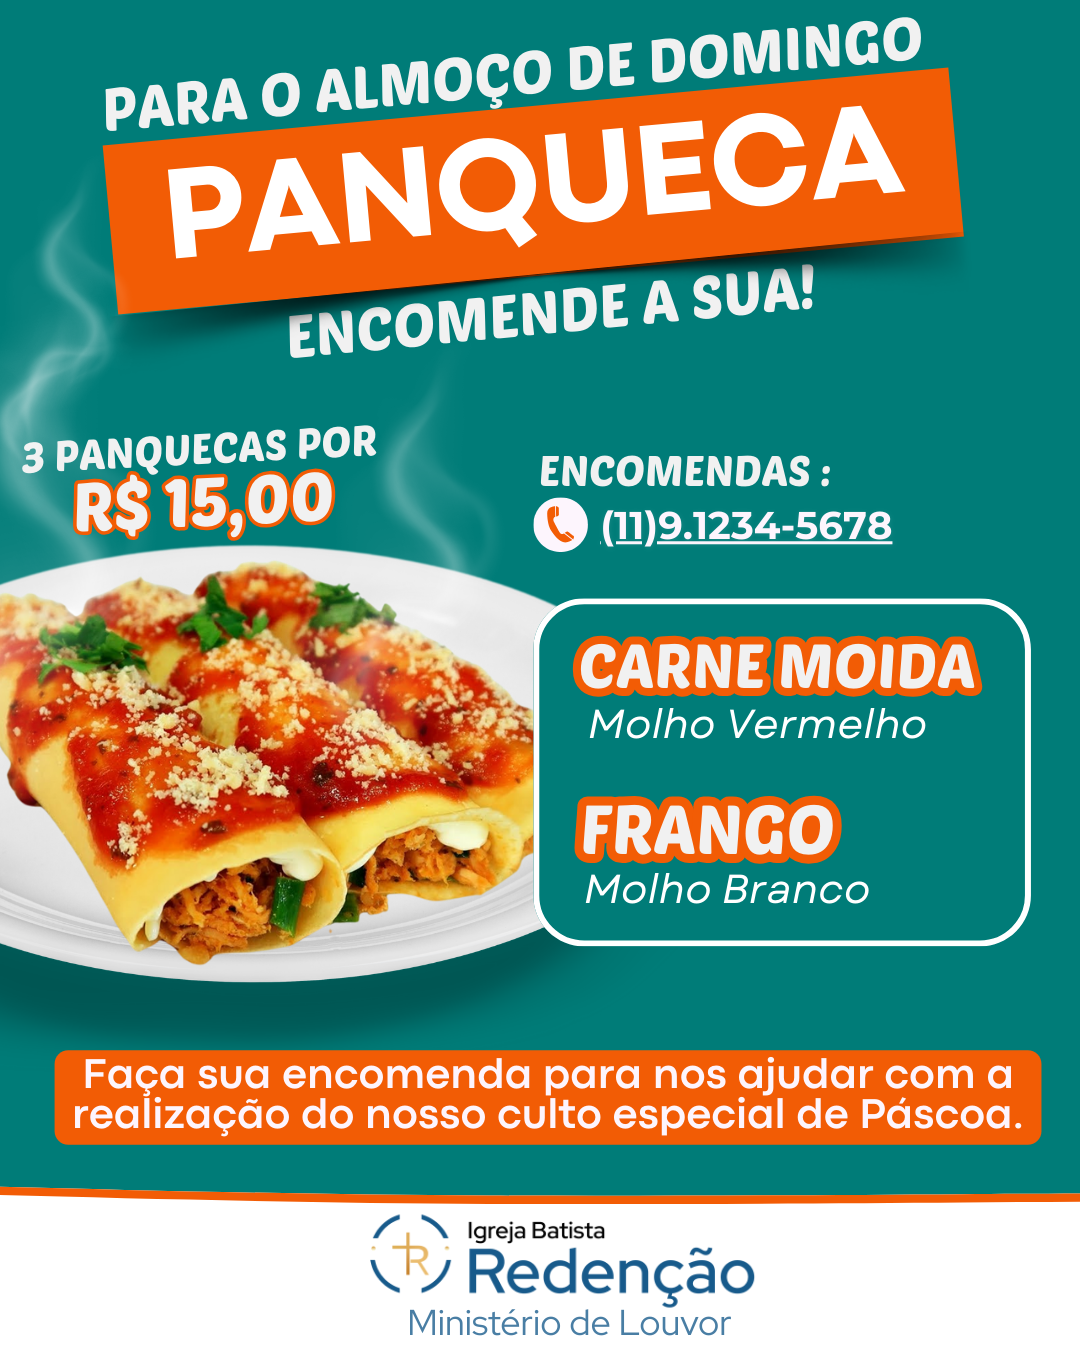 PARA O ALMOÇO DE DOMINGO
PANQUECA
ENCOMENDE A SUA!
3 PANQUECAS POR
R$ 15,00
ENCOMENDAS :
(11)9.1234-5678
CARNE MOIDA
Molho Vermelho
FRANGO
Molho Branco
Faça sua encomenda para nos ajudar com a
realização do nosso culto especial de Páscoa.
Igreja Batista
Redenção
Ministério de Louvor